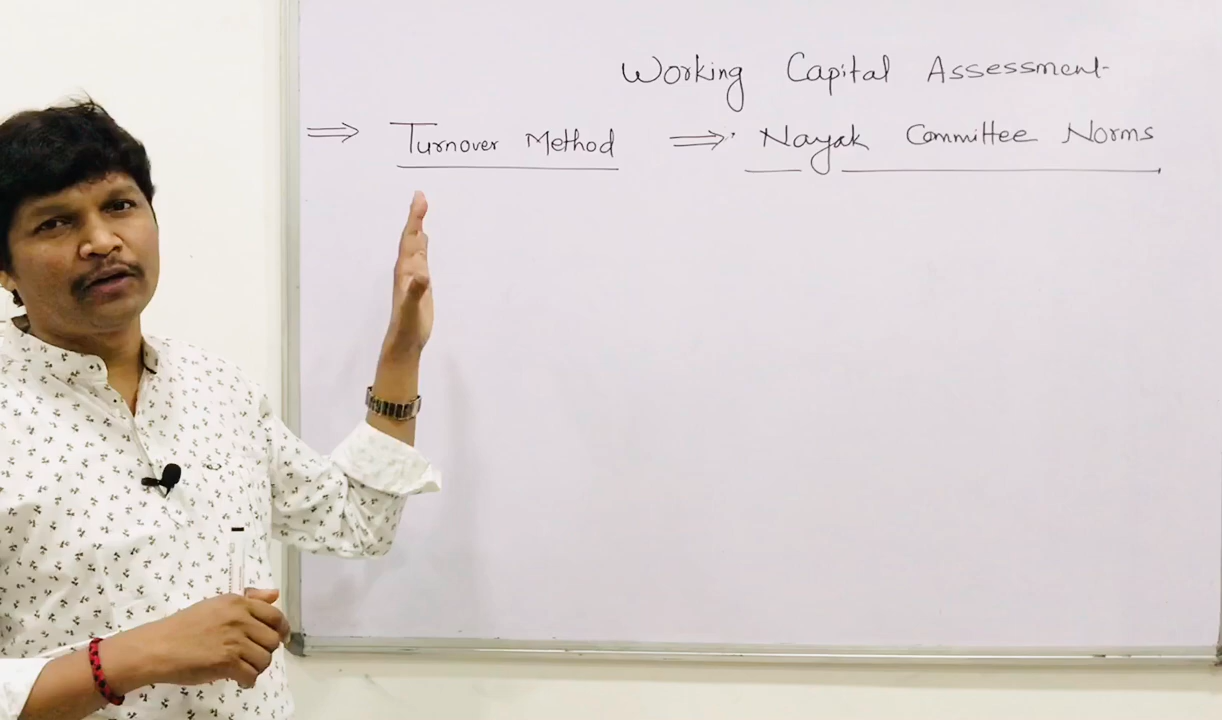 Working Capital Assessment
⇒ Turnover Method ⇒ Nayak Committee Norms